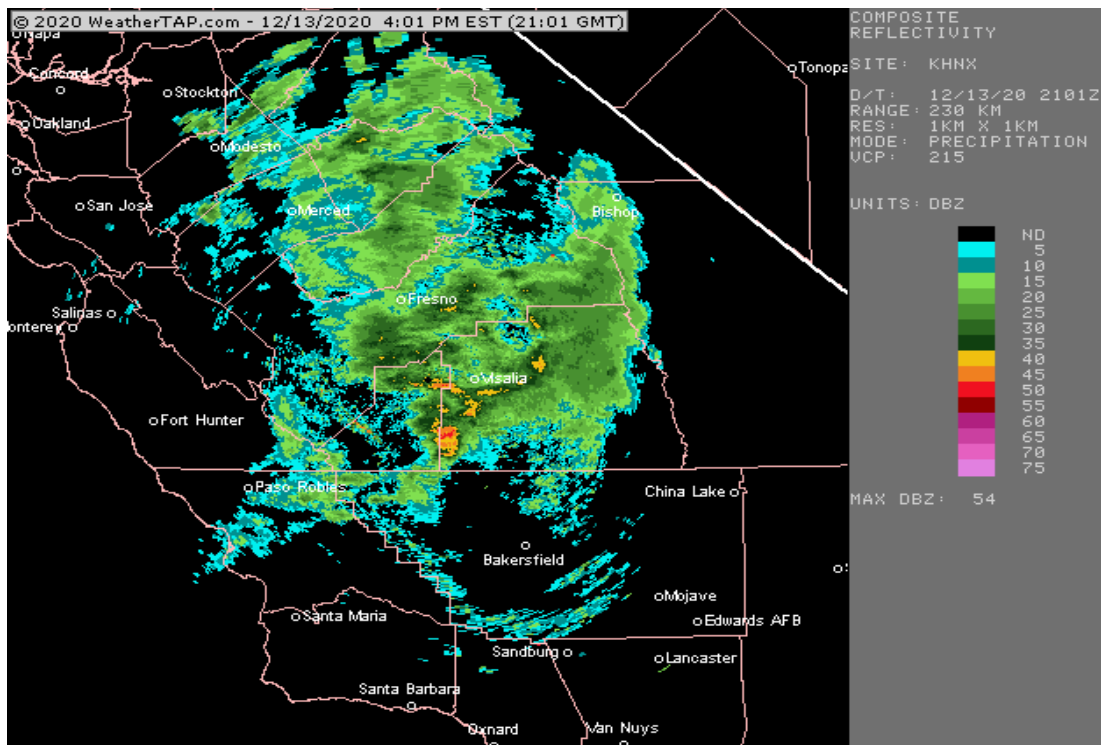 © 2020 WeatherTAP.com - 12/13/2020 4:01 PM EST (21:01 GMT)
Napa
Concord
Stockton
Oakland
Modesto
San Jose
Merced
Bishop
Tonopa
Salinas
onterey
Fresno
Visalia
Fort Hunter
Paso Robles
China Lake
Bakersfield
Mojave
Santa Maria
Edwards AFB
Sandburg
Lancaster
Santa Barbara
Oxnard
Van Nuys
COMPOSITE
REFLECTIVITY
SITE: KHNX
D/T: 12/13/20 2101Z
RANGE: 230 KM
RES: 1KM X 1KM
MODE: PRECIPITATION
VCP: 215
UNITS: DBZ
ND
5
10
15
20
25
30
35
40
45
50
55
60
65
70
75
MAX DBZ: 54